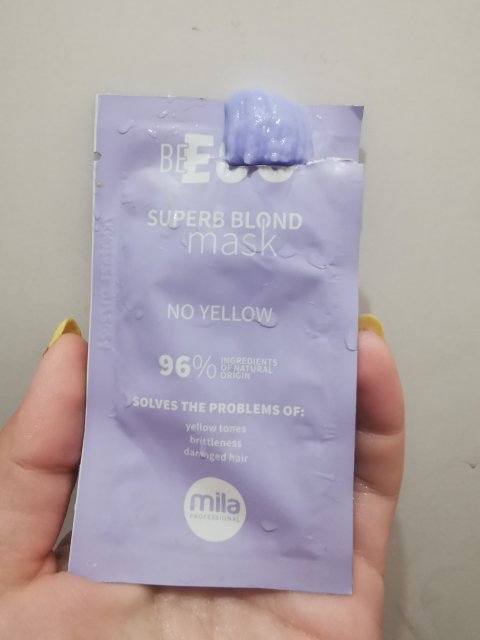 BE ECO
SUPERB BLOND
mask
NO YELLOW
96% INGREDIENTS
OF NATURAL
ORIGIN
SOLVES THE PROBLEMS OF:
yellow tones
brittleness
damaged hair
mila
PROFESSIONAL